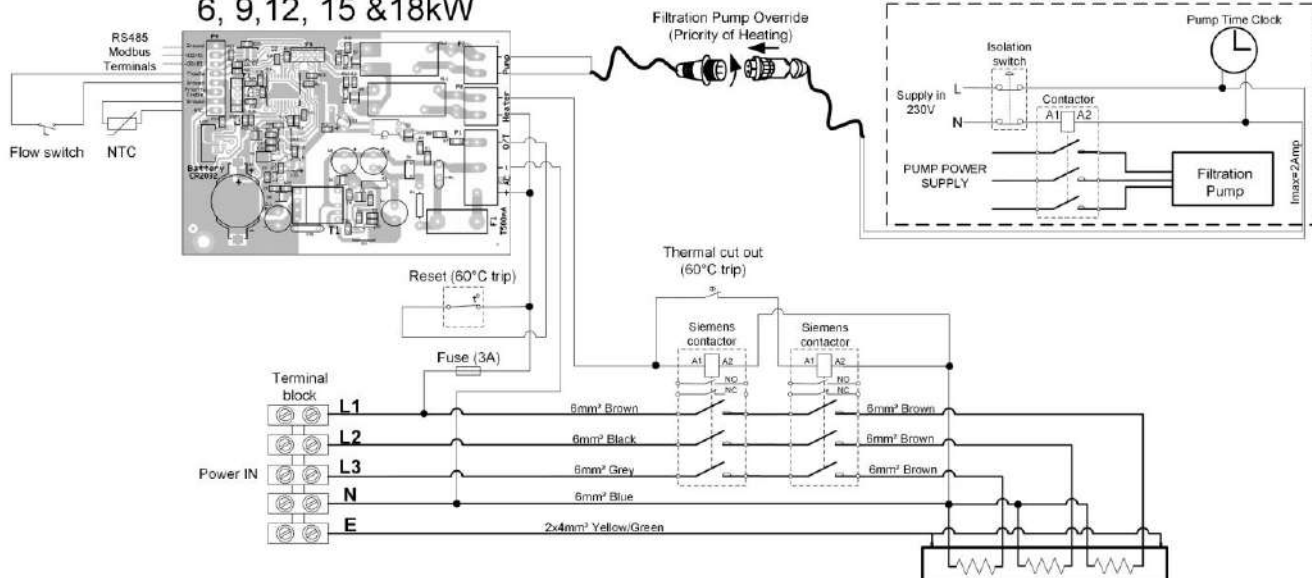 6, 9,12, 15 &18kW
RS485
Modbus
Terminals
Flow switch
NTC
Battery
CR2032
Pump
Heater
O/T
T500mA
F1
Filtration Pump Override
(Priority of Heating)
Pump Time Clock
Isolation
switch
Supply in
230V
L
N
Contactor
A1 A2
PUMP POWER
SUPPLY
Filtration
Pump
Imax=2Amp
Thermal cut out
(60°C trip)
Reset (60°C trip)
t°
Fuse (3A)
Siemens
contactor
A1 A2
NO
NC
Siemens
contactor
A1 A2
NO
NC
Terminal
block
Power IN
L1
6mm² Brown
6mm² Brown
L2
6mm² Black
6mm² Brown
L3
6mm² Grey
6mm² Brown
N
6mm² Blue
E
2x4mm² Yellow/Green